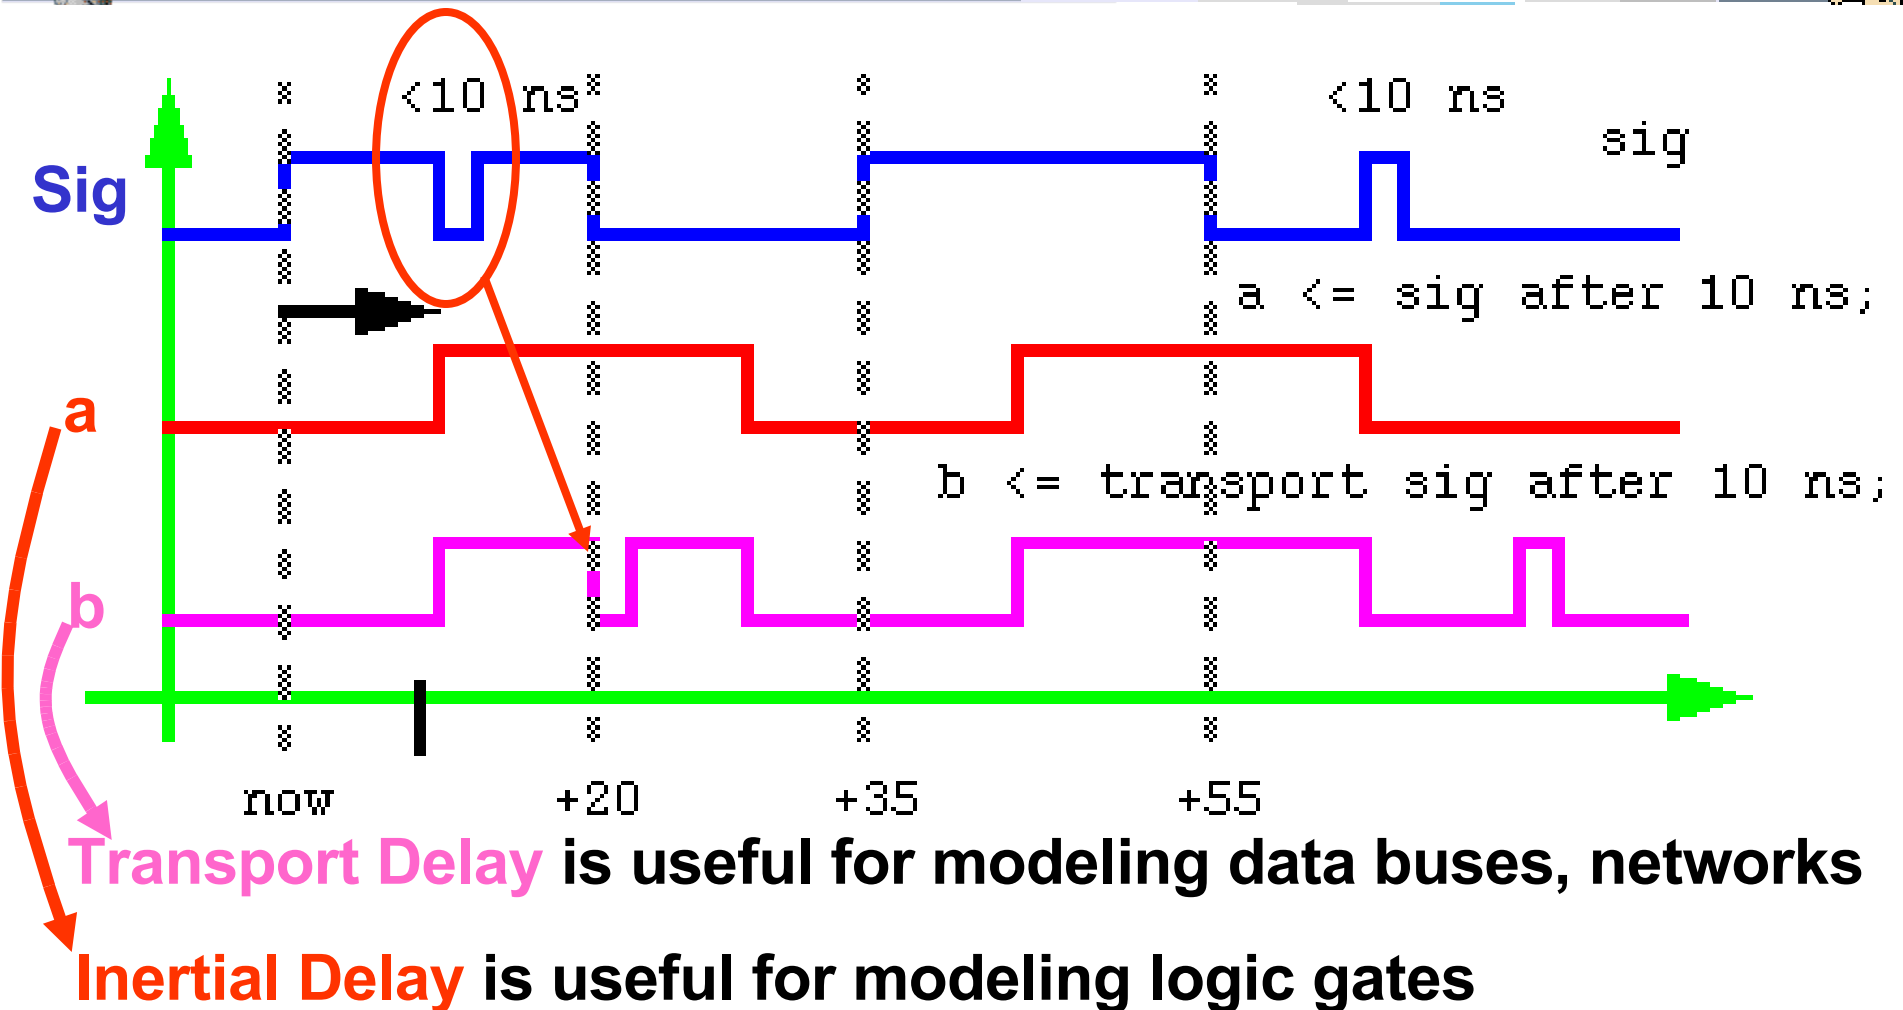 <10 ns
<10 ns
sig
Sig
a <= sig after 10 ns;
a
b <= transport sig after 10 ns;
b
now +20 +35 +55
Transport Delay is useful for modeling data buses, networks
Inertial Delay is useful for modeling logic gates